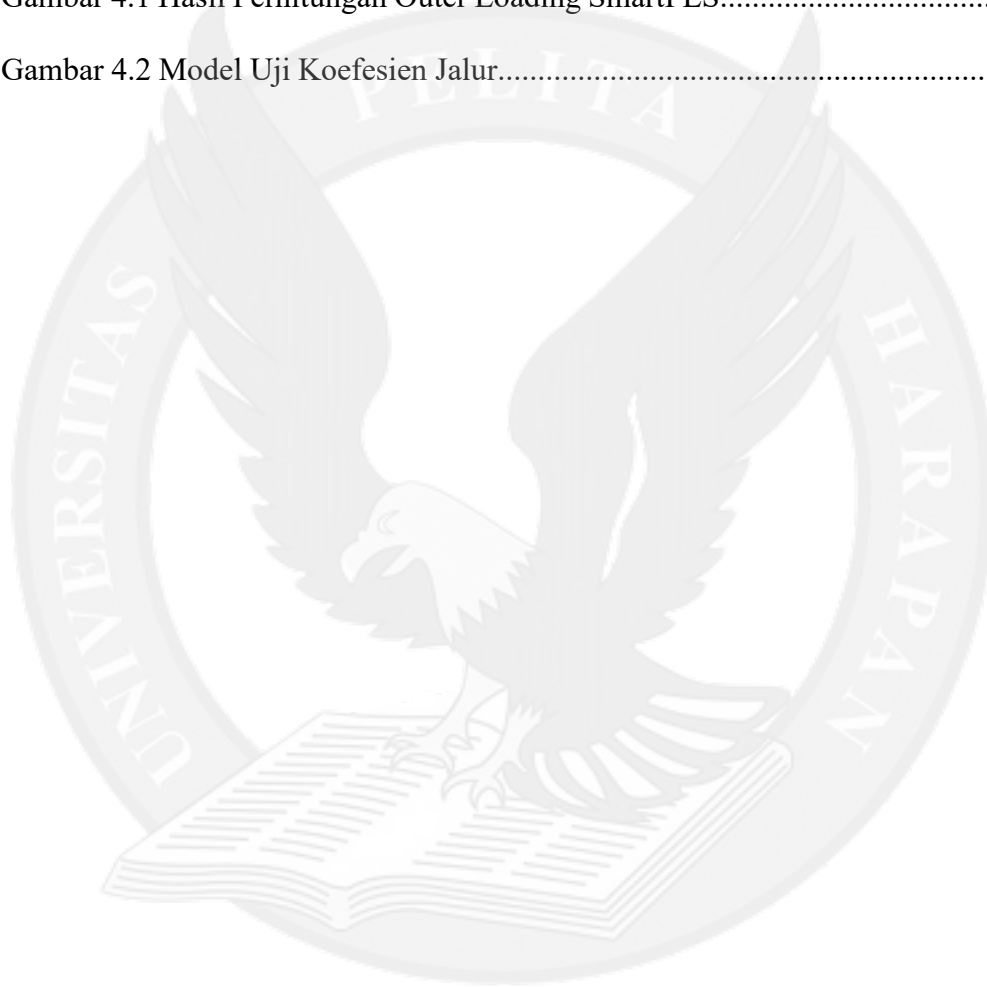 Gambar 4.1 Hasil Perhitungan Outer Loading SmartPLS..................................
Gambar 4.2 Model Uji Koefesien Jalur.............................................................
UNIVERSITAS PELITA HARAPAN